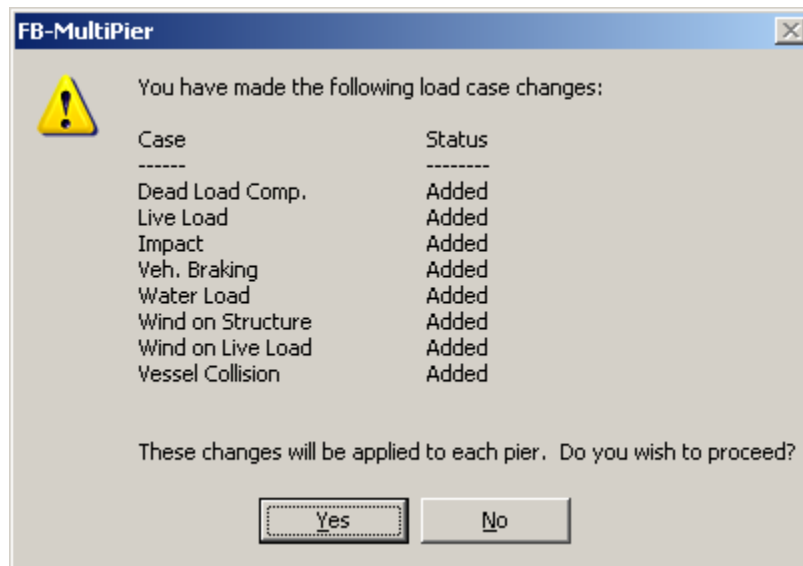 FB-MultiPier
You have made the following load case changes:
Case Status
------ --------
Dead Load Comp. Added
Live Load Added
Impact Added
Veh. Braking Added
Water Load Added
Wind on Structure Added
Wind on Live Load Added
Vessel Collision Added
These changes will be applied to each pier.  Do you wish to proceed?
Yes No